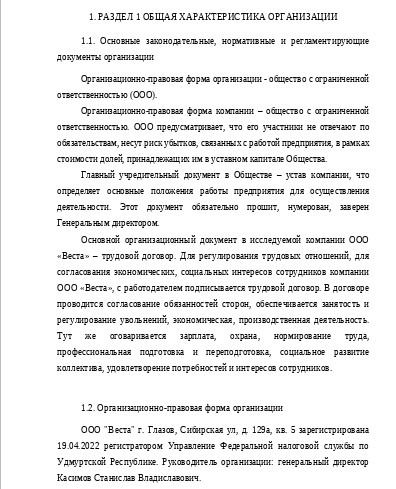 1. РАЗДЕЛ 1 ОБЩАЯ ХАРАКТЕРИСТИКА ОРГАНИЗАЦИИ
1.1. Основные законодательные, нормативные и регламентирующие
документы организации
Организационно-правовая форма организации - общество с ограниченной
ответственностью (ООО).
Организационно-правовая форма компании – общество с ограниченной
ответственностью. ООО предусматривает, что его участники не отвечают по
обязательствам, несут риск убытков, связанных с работой предприятия, в рамках
стоимости долей, принадлежащих им в уставном капитале Общества.
Главный учредительный документ в Обществе – устав компании, что
определяет основные положения работы предприятия для осуществления
деятельности. Этот документ обязательно прошит, нумерован, заверен
Генеральным директором.
Основной организационный документ в исследуемой компании ООО
«Веста» – трудовой договор. Для регулирования трудовых отношений, для
согласования экономических, социальных интересов сотрудников компании
ООО «Веста», с работодателем подписывается трудовой договор. В договоре
проводится согласование обязанностей сторон, обеспечивается занятость и
регулирование увольнений, экономическая, производственная деятельность.
Тут же оговаривается зарплата, охрана, нормирование труда,
профессиональная подготовка и переподготовка, социальное развитие
коллектива, удовлетворение потребностей и интересов сотрудников.
1.2. Организационно-правовая форма организации
ООО "Веста" г. Глазов, Сибирская ул, д. 129а, кв. 5 зарегистрирована
19.04.2022 регистратором Управление Федеральной налоговой службы по
Удмуртской Республике. Руководитель организации: генеральный директор
Касимов Станислав Владиславович.